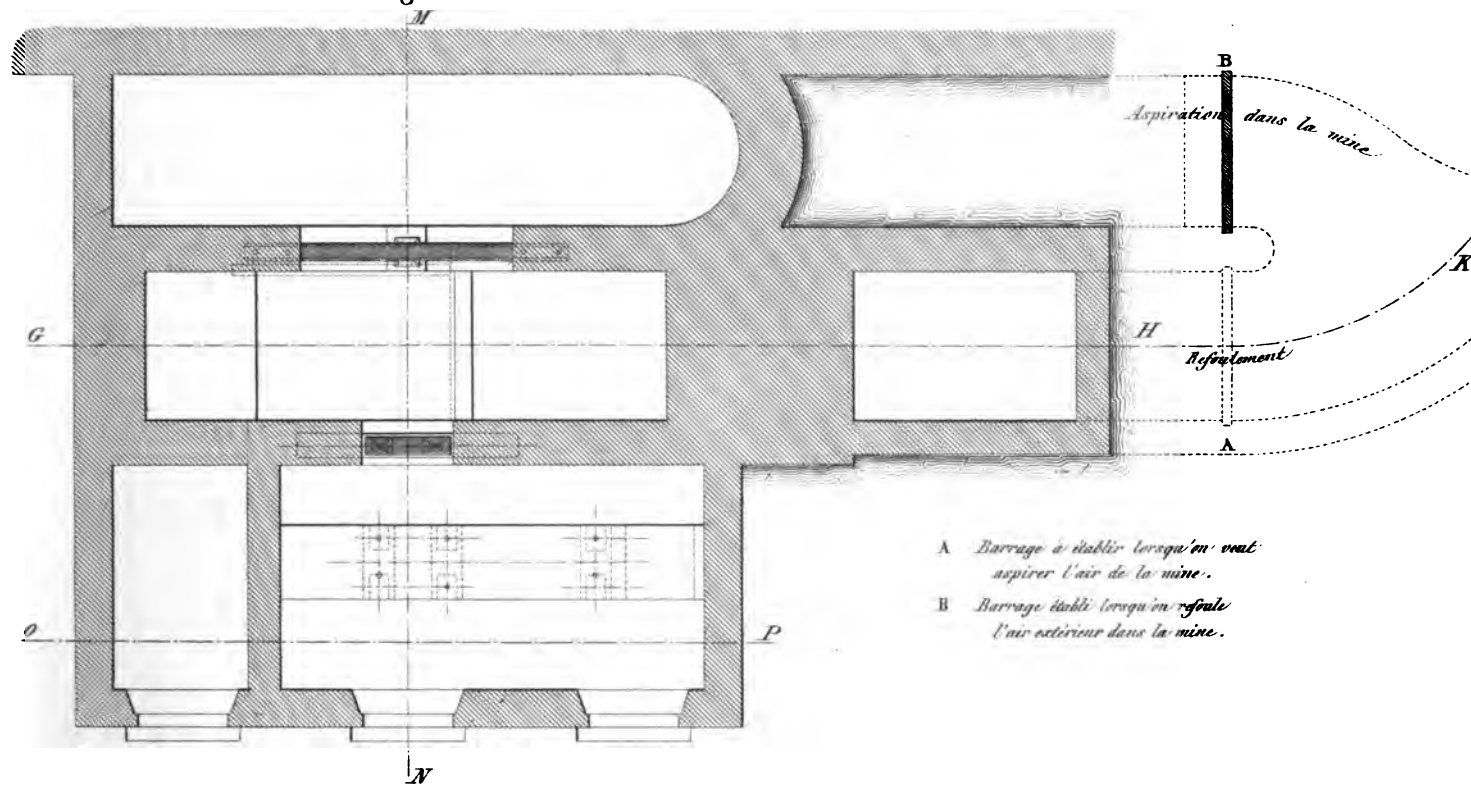 M
B
Aspiration dans la mine
K
G
H
Refoulement
A
A Barrage à établir lorsqu'on veut
aspirer l'air de la mine.
B Barrage établi lorsqu'on refoule
l'air extérieur dans la mine.
O
P
N